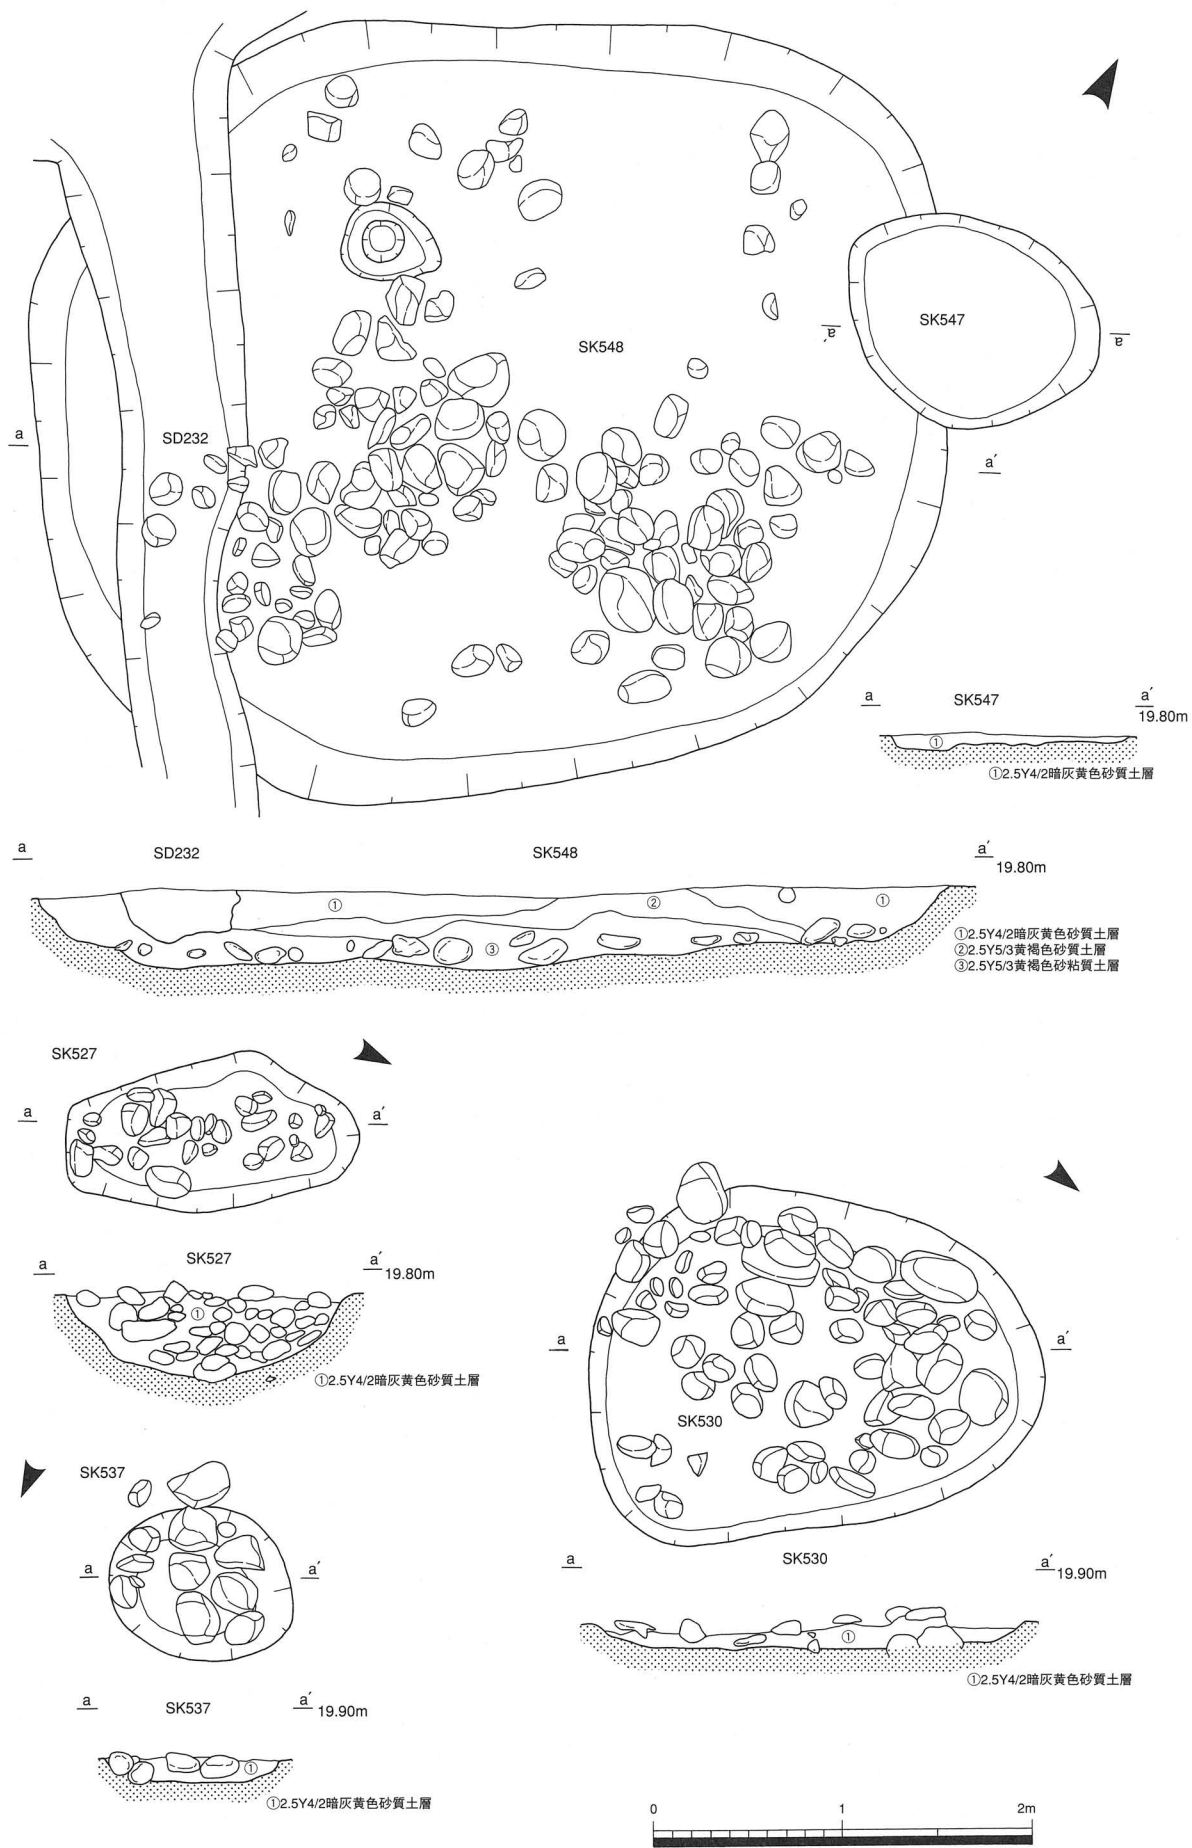 SK547
SK548
a′
a
SD232
a
a′
a
SK547
a′
19.80m
①
①2.5Y4/2暗灰黄色砂質土層
a
SD232
SK548
a′
19.80m
①
②
①
③
①2.5Y4/2暗灰黄色砂質土層
②2.5Y5/3黄褐色砂質土層
③2.5Y5/3黄褐色砂粘質土層
SK527
a
a′
a
SK527
a′
19.80m
①
①2.5Y4/2暗灰黄色砂質土層
a
a′
SK530
a
SK530
a′
19.90m
①
①2.5Y4/2暗灰黄色砂質土層
SK537
a
a′
a
SK537
a′
19.90m
①
①2.5Y4/2暗灰黄色砂質土層
0 1 2m